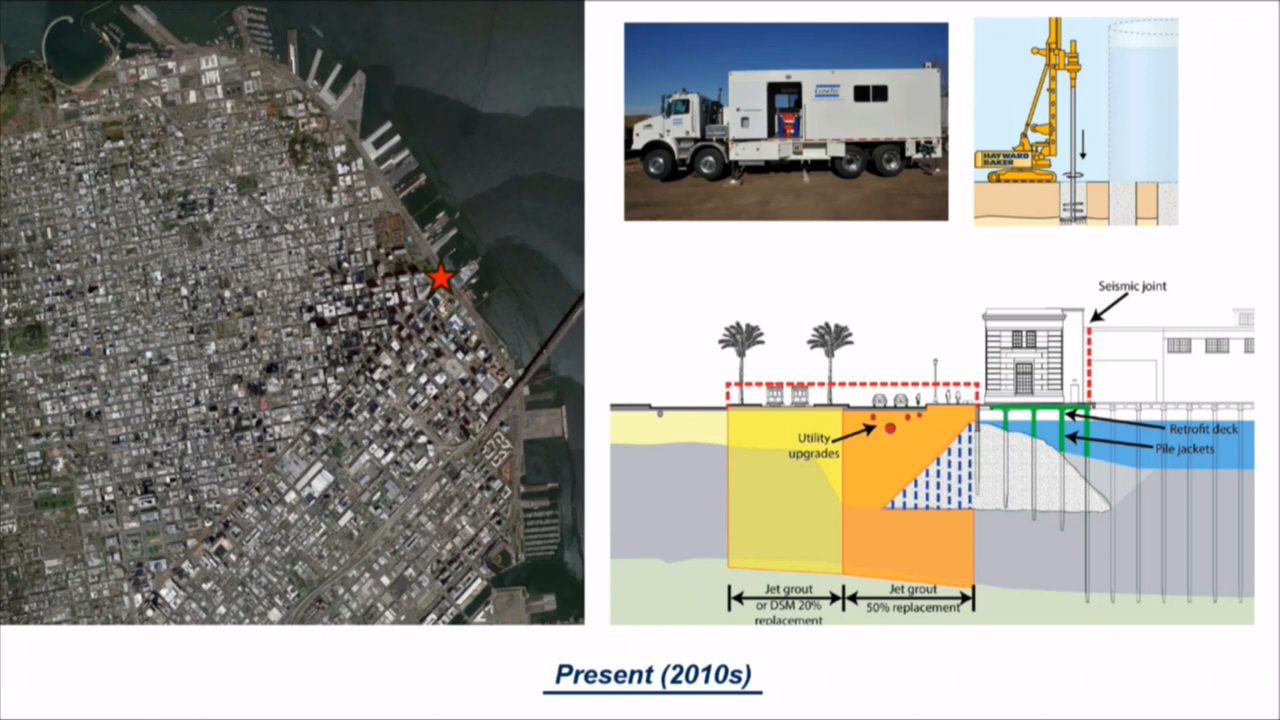 ConeTec
HAYWARD
BAKER
Seismic joint
Utility
upgrades
Retrofit deck
Pile jackets
Jet grout
or DSM 20%
replacement
Jet grout
50% replacement
Present (2010s)